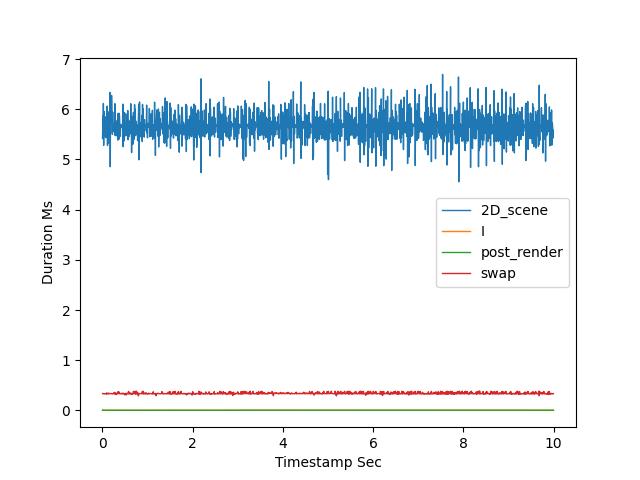 7
6
5
4
3
2
1
0
Duration Ms
2D_scene
I
post_render
swap
0 2 4 6 8 10
Timestamp Sec